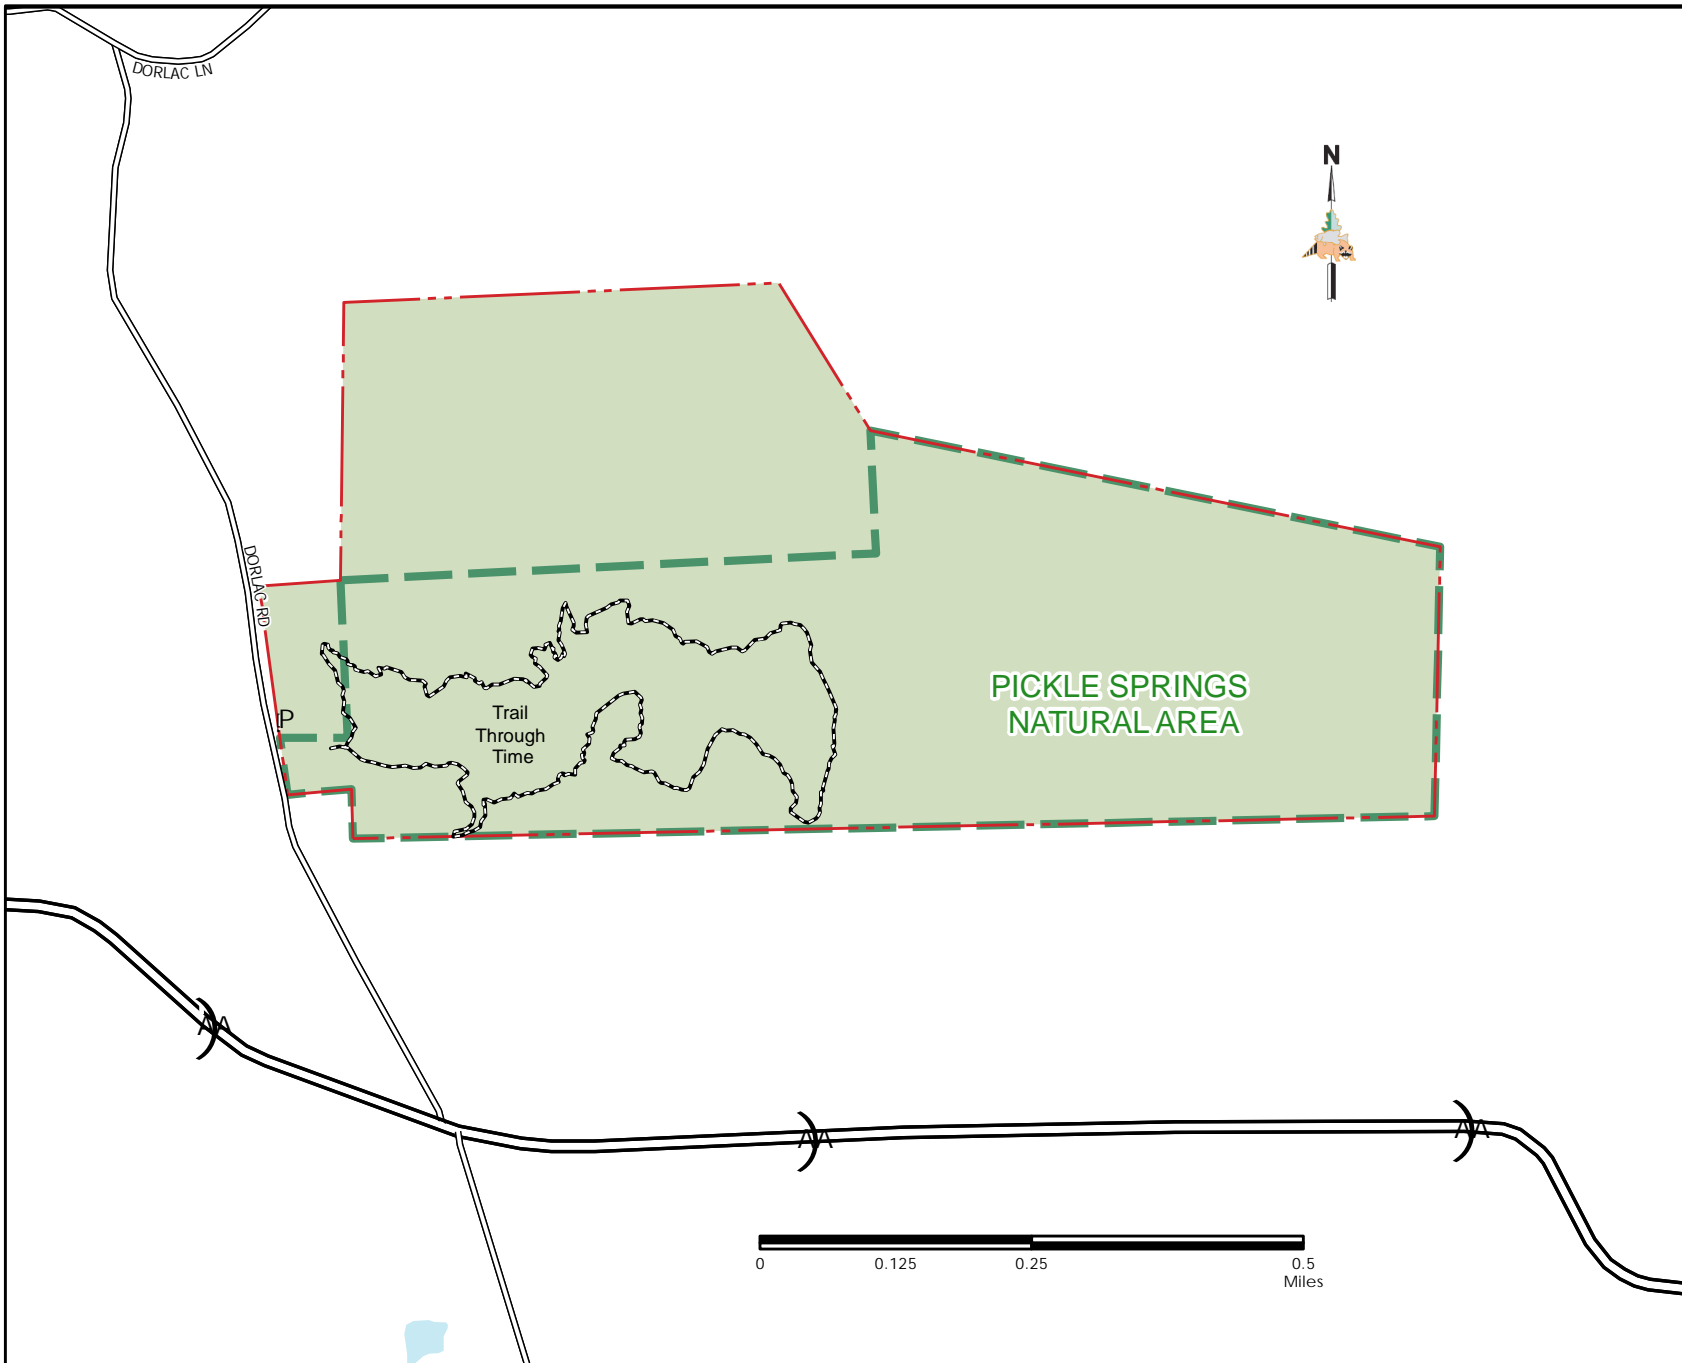 DORLAC LN
N
DORLAC RD
PICKLE SPRINGS
NATURAL AREA
P
Trail
Through
Time
AA
AA
AA
0
0.125
0.25
0.5
Miles